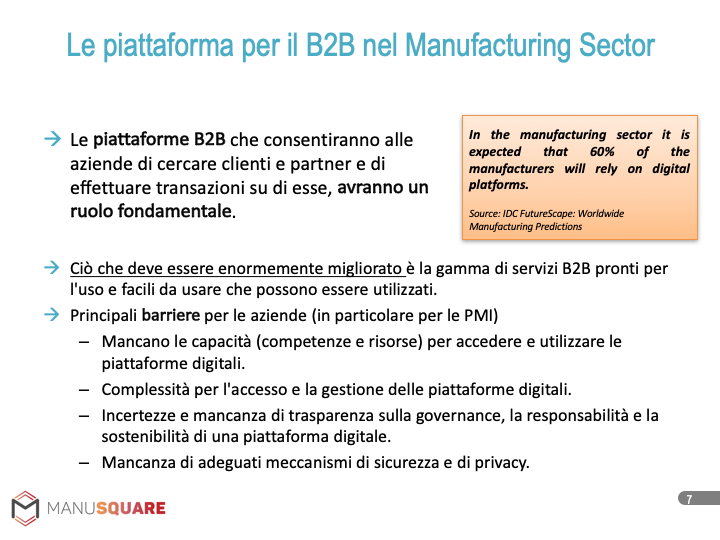 Le piattaforma per il B2B nel Manufacturing Sector
→ Le piattaforme B2B che consentiranno alle
aziende di cercare clienti e partner e di
effettuare transazioni su di esse, avranno un
ruolo fondamentale.
In the manufacturing sector it is
expected that 60% of the
manufacturers will rely on digital
platforms.
Source: IDC FutureScape: Worldwide
Manufacturing Predictions
→ Ciò che deve essere enormemente migliorato è la gamma di servizi B2B pronti per
l'uso e facili da usare che possono essere utilizzati.
→ Principali barriere per le aziende (in particolare per le PMI)
– Mancano le capacità (competenze e risorse) per accedere e utilizzare le
piattaforme digitali.
– Complessità per l'accesso e la gestione delle piattaforme digitali.
– Incertezze e mancanza di trasparenza sulla governance, la responsabilità e la
sostenibilità di una piattaforma digitale.
– Mancanza di adeguati meccanismi di sicurezza e di privacy.
MANUSQUARE
7